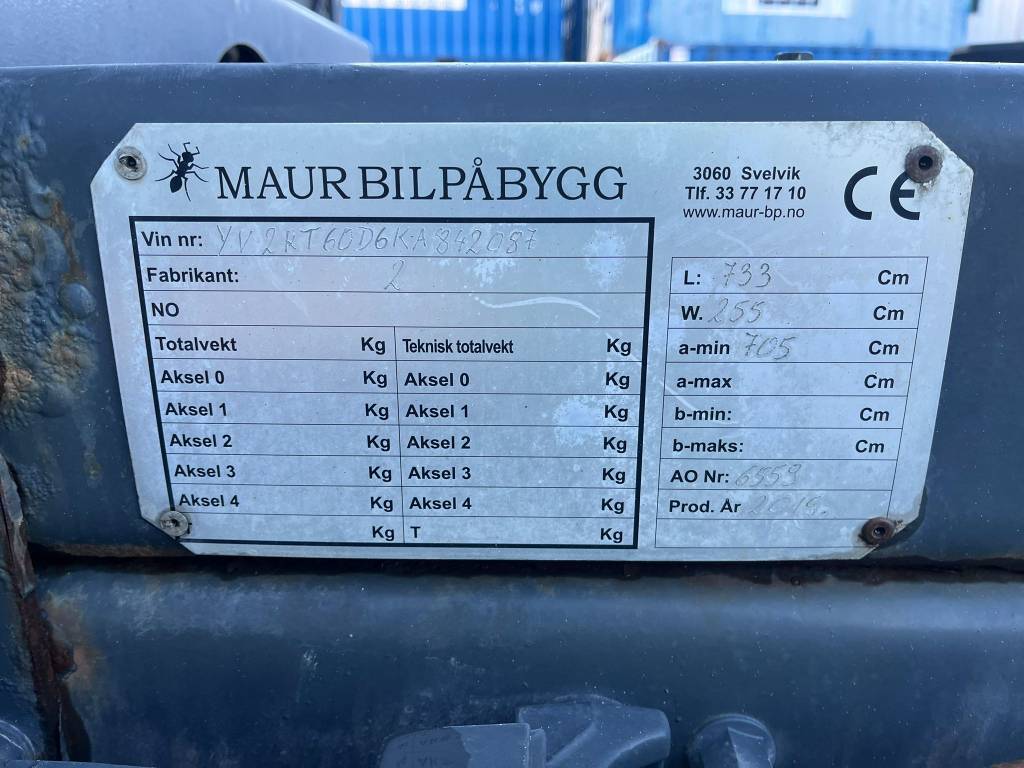 MAUR BILPÅBYGG
3060 Svelvik
Tlf. 33 77 17 10
www.maur-bp.no
CE
Vin nr: YV2RT60D6KA842087
Fabrikant: 2
NO
Totalvekt Kg Teknisk totalvekt Kg
Aksel 0 Kg Aksel 0 Kg
Aksel 1 Kg Aksel 1 Kg
Aksel 2 Kg Aksel 2 Kg
Aksel 3 Kg Aksel 3 Kg
Aksel 4 Kg Aksel 4 Kg
Kg T Kg
L: 733 Cm
W. 255 Cm
a-min 705 Cm
a-max Cm
b-min: Cm
b-maks: Cm
AO Nr: 6559
Prod. År 2019.